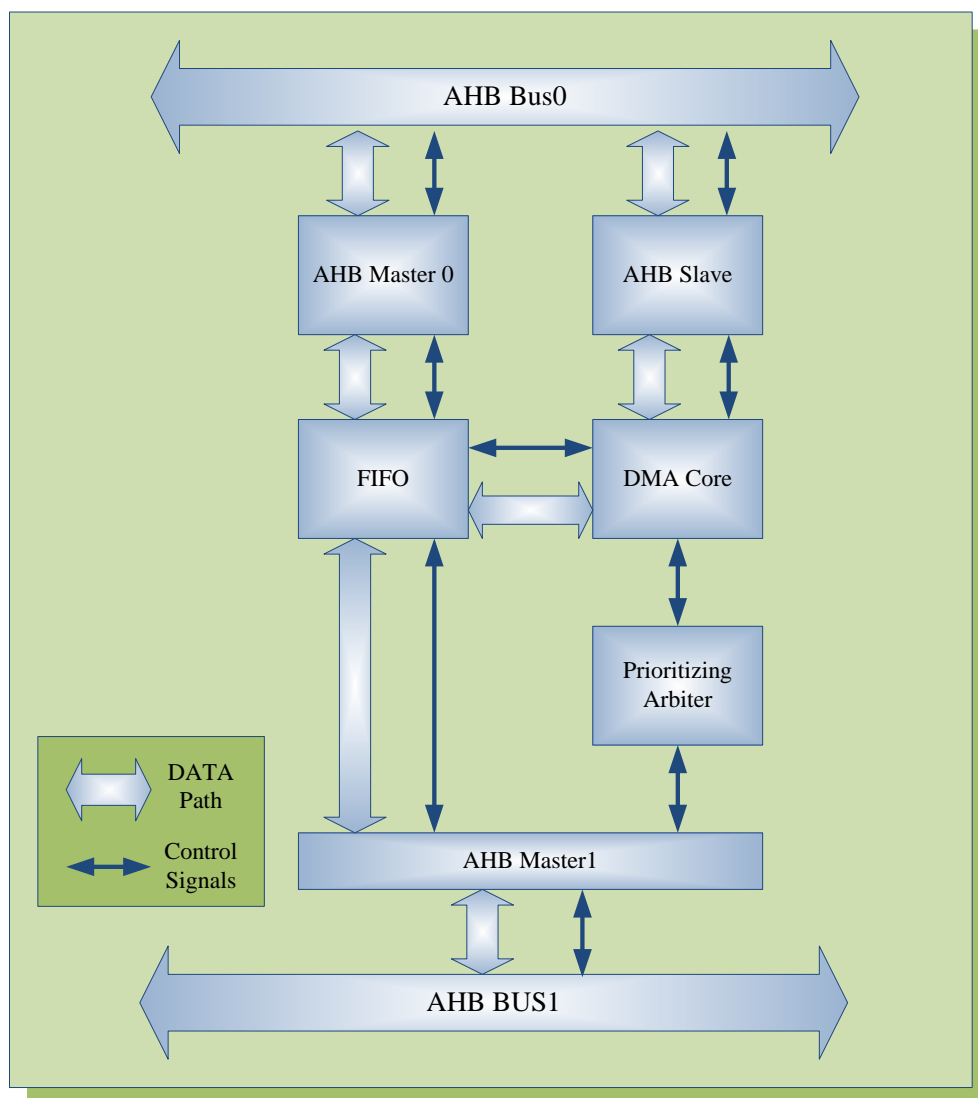 AHB Bus0
AHB Master 0
AHB Slave
FIFO
DMA Core
Prioritizing
Arbiter
DATA
Path
Control
Signals
AHB Master1
AHB BUS1